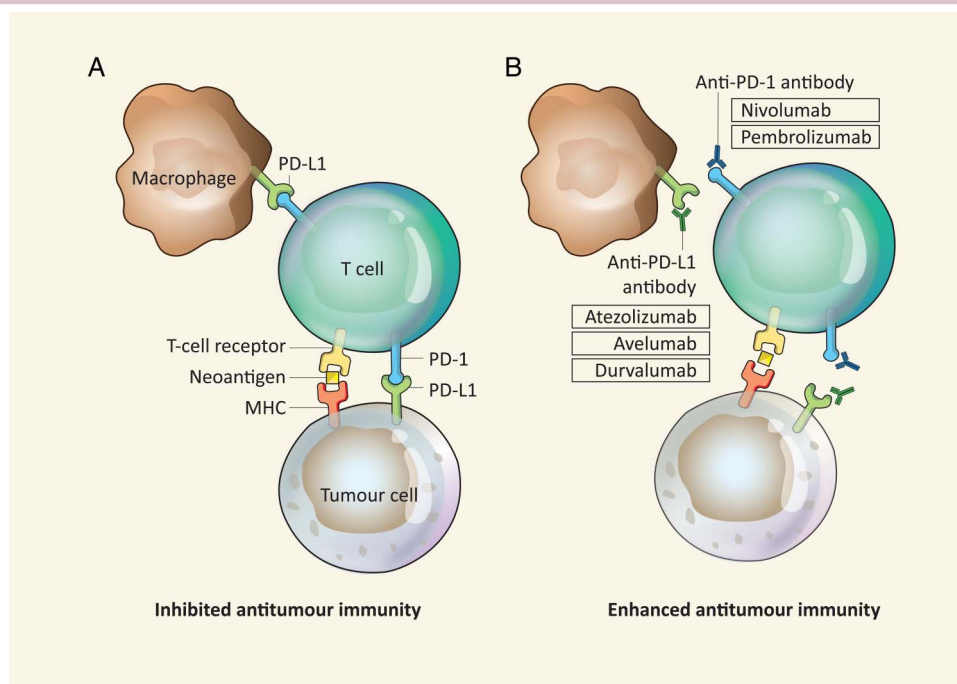 A
PD-L1
Macrophage
T cell
T-cell receptor
Neoantigen
MHC
PD-1
PD-L1
Tumour cell
Inhibited antitumour immunity
B
Anti-PD-1 antibody
Nivolumab
Pembrolizumab
Anti-PD-L1
antibody
Atezolizumab
Avelumab
Durvalumab
Enhanced antitumour immunity